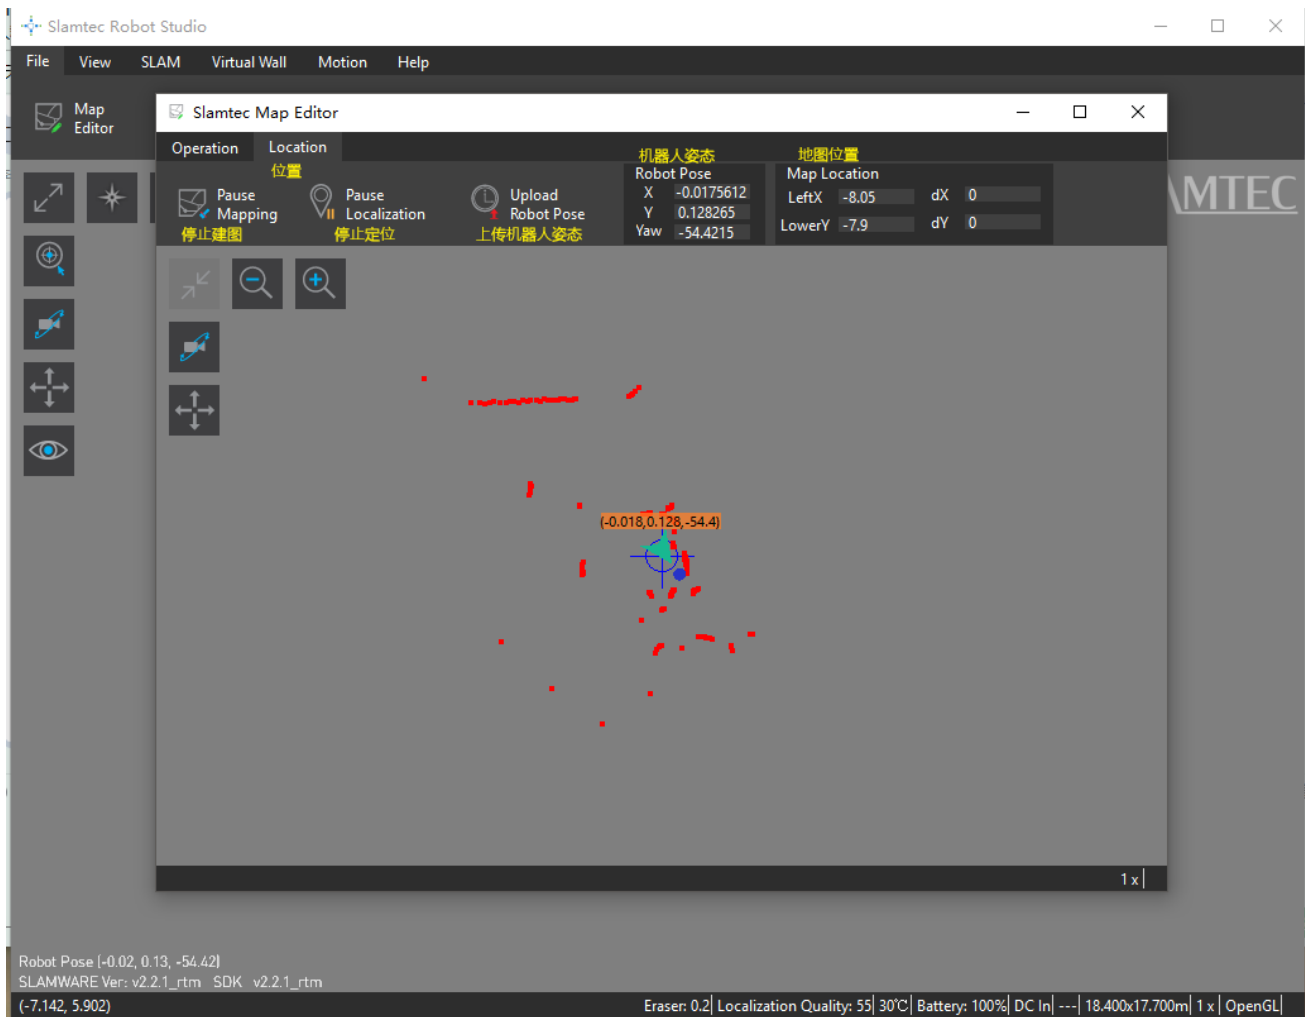 Slamtec Robot Studio
File View SLAM Virtual Wall Motion Help
Map
Editor
Slamtec Map Editor
Operation Location
位置
Pause
Mapping
停止建图
Pause
Localization
停止定位
Upload
Robot Pose
上传机器人姿态
机器人姿态
Robot Pose
X -0.0175612
Y 0.128265
Yaw -54.4215
地图位置
Map Location
LeftX -8.05 dX 0
LowerY -7.9 dY 0
MTEC
(-0.018,0.128,-54.4)
1 x
Robot Pose [-0.02, 0.13, -54.42]
SLAMWARE Ver: v2.2.1_rtm SDK v2.2.1_rtm
(-7.142, 5.902)
Eraser: 0.2| Localization Quality: 55| 30℃| Battery: 100%| DC In| ---| 18.400x17.700m| 1 x| OpenGL|